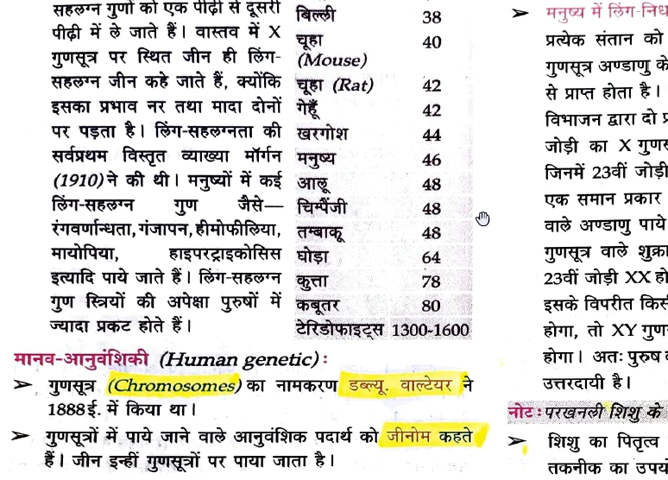 सहलग्न गुणों को एक पीढ़ी से दूसरी
पीढ़ी में ले जाते हैं। वास्तव में X
गुणसूत्र पर स्थित जीन ही लिंग-
सहलग्न जीन कहे जाते हैं, क्योंकि
इसका प्रभाव नर तथा मादा दोनों
पर पड़ता है। लिंग-सहलग्नता की
सर्वप्रथम विस्तृत व्याख्या मॉर्गन
(1910) ने की थी। मनुष्यों में कई
लिंग-सहलग्न गुण जैसे—
रंगवर्णान्धता, गंजापन, हीमोफीलिया,
मायोपिया, हाइपरट्राइकोसिस
इत्यादि पाये जाते हैं। लिंग-सहलग्न
गुण स्त्रियों की अपेक्षा पुरुषों में
ज्यादा प्रकट होते हैं।
बिल्ली 38
चूहा 40
(Mouse)
चूहा (Rat) 42
गेहूँ 42
खरगोश 44
मनुष्य 46
आलू 48
चिम्पैंजी 48
तम्बाकू 48
घोड़ा 64
कुत्ता 78
कबूतर 80
टेरिडोफाइट्स 1300-1600
मानव-आनुवंशिकी (Human genetic) :
➢ गुणसूत्र (Chromosomes) का नामकरण डब्ल्यू. वाल्टेयर ने
1888 ई. में किया था।
➢ गुणसूत्रों में पाये जाने वाले आनुवंशिक पदार्थ को जीनोम कहते
हैं। जीन इन्हीं गुणसूत्रों पर पाया जाता है।
➢ मनुष्य में लिंग-निध
प्रत्येक संतान को
गुणसूत्र अण्डाणु के
से प्राप्त होता है।
विभाजन द्वारा दो प्र
जोड़ी का X गुणस
जिनमें 23वीं जोड़ी
एक समान प्रकार
वाले अण्डाणु पाये
गुणसूत्र वाले शुक्रा
23वीं जोड़ी XX हो
इसके विपरीत किसी
होगा, तो XY गुण
होगा। अतः पुरुष
उत्तरदायी है।
नोट : परखनली शिशु के
➢ शिशु का पितृत्व
तकनीक का उपय